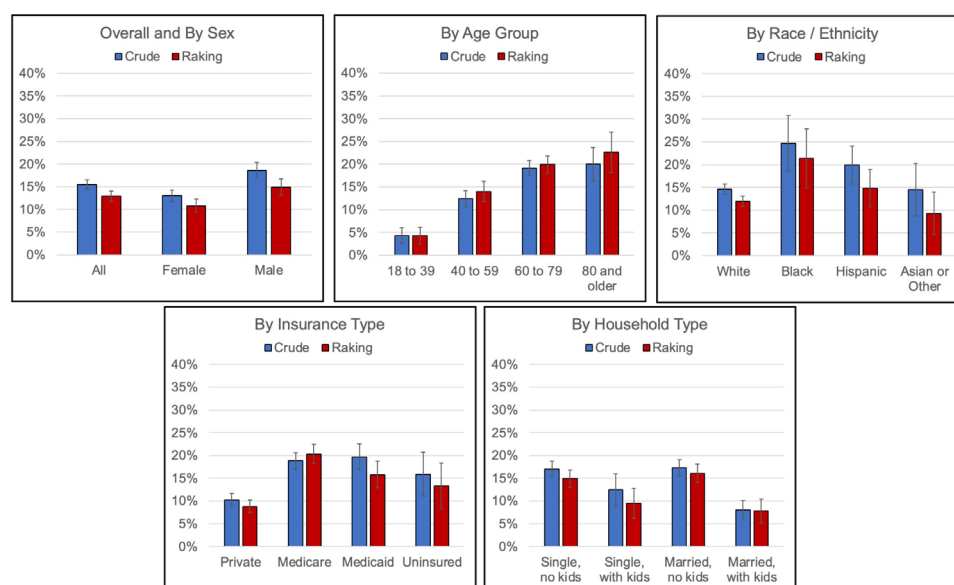 Overall and By Sex
Crude Raking
40%
35%
30%
25%
20%
15%
10%
5%
0%
All Female Male
By Age Group
Crude Raking
40%
35%
30%
25%
20%
15%
10%
5%
0%
18 to 39 40 to 59 60 to 79 80 and
older
By Race / Ethnicity
Crude Raking
40%
35%
30%
25%
20%
15%
10%
5%
0%
White Black Hispanic Asian or
Other
By Insurance Type
Crude Raking
40%
35%
30%
25%
20%
15%
10%
5%
0%
Private Medicare Medicaid Uninsured
By Household Type
Crude Raking
40%
35%
30%
25%
20%
15%
10%
5%
0%
Single, Single, Married, Married,
no kids with kids no kids with kids